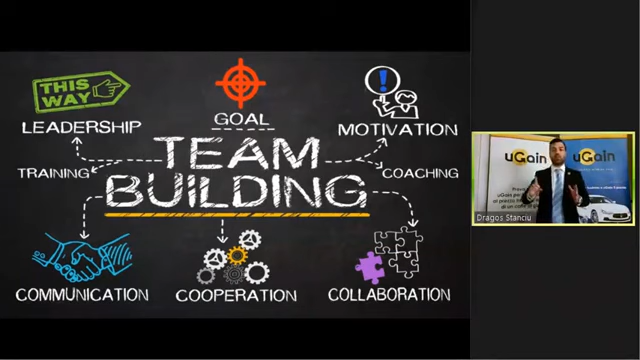 THIS WAY
LEADERSHIP
GOAL
MOTIVATION
TRAINING
TEAM
BUILDING
COACHING
COMMUNICATION
COOPERATION
COLLABORATION
uGain
uGain
Dragos Stanciu